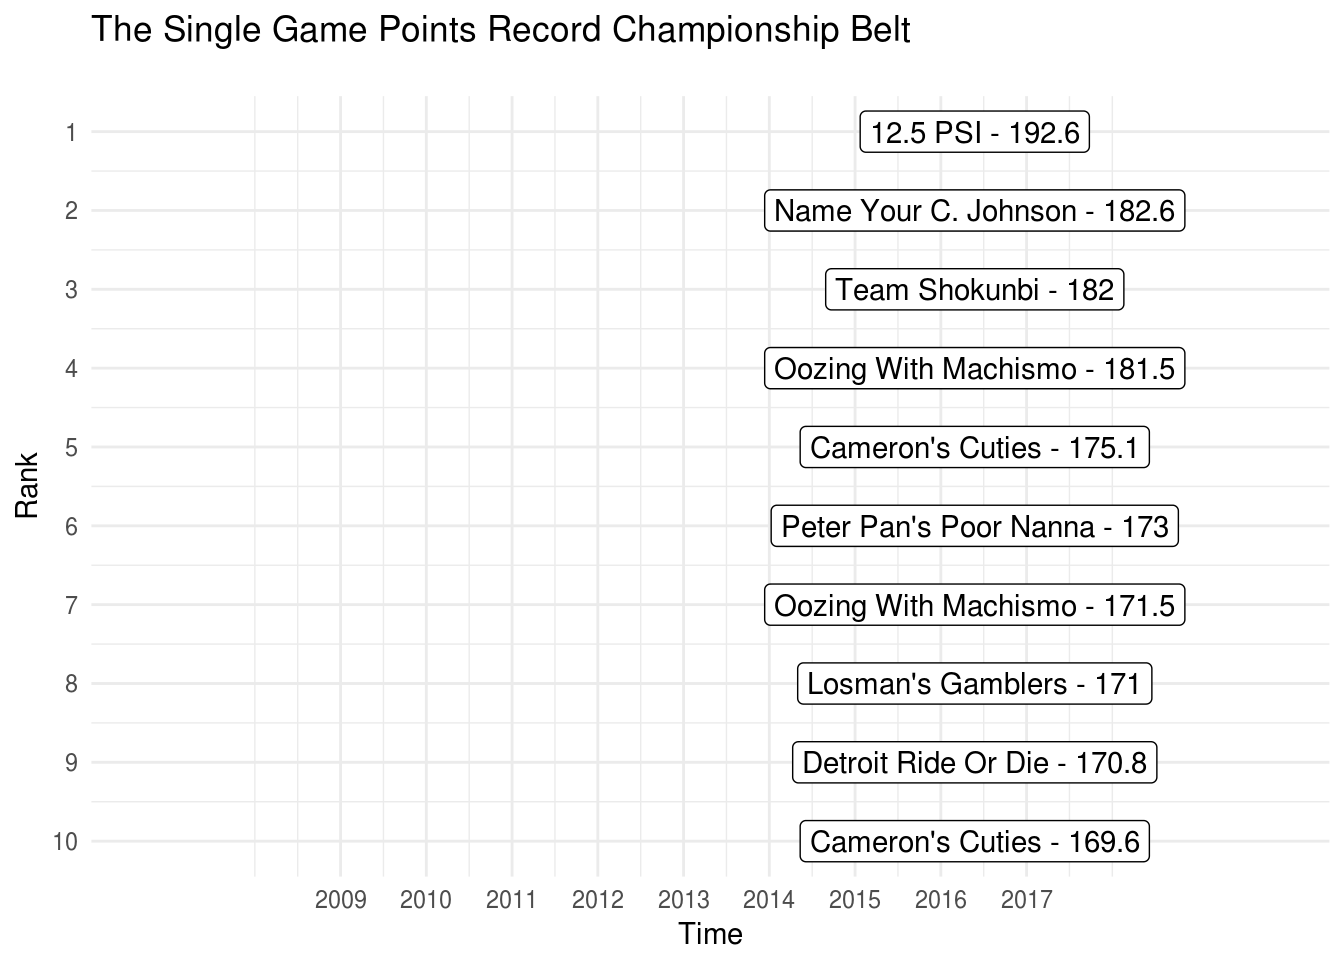 The Single Game Points Record Championship Belt
1
12.5 PSI - 192.6
2
Name Your C. Johnson - 182.6
3
Team Shokunbi - 182
4
Oozing With Machismo - 181.5
5
Cameron's Cuties - 175.1
Rank
6
Peter Pan's Poor Nanna - 173
7
Oozing With Machismo - 171.5
8
Losman's Gamblers - 171
9
Detroit Ride Or Die - 170.8
10
Cameron's Cuties - 169.6
2009 2010 2011 2012 2013 2014 2015 2016 2017
Time